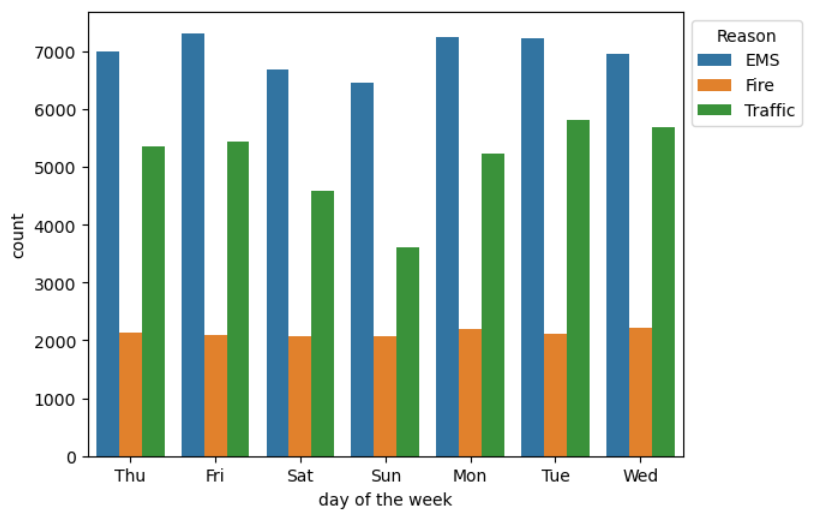 7000
6000
5000
4000
3000
2000
1000
0
count
Thu Fri Sat Sun Mon Tue Wed
day of the week
Reason
EMS
Fire
Traffic